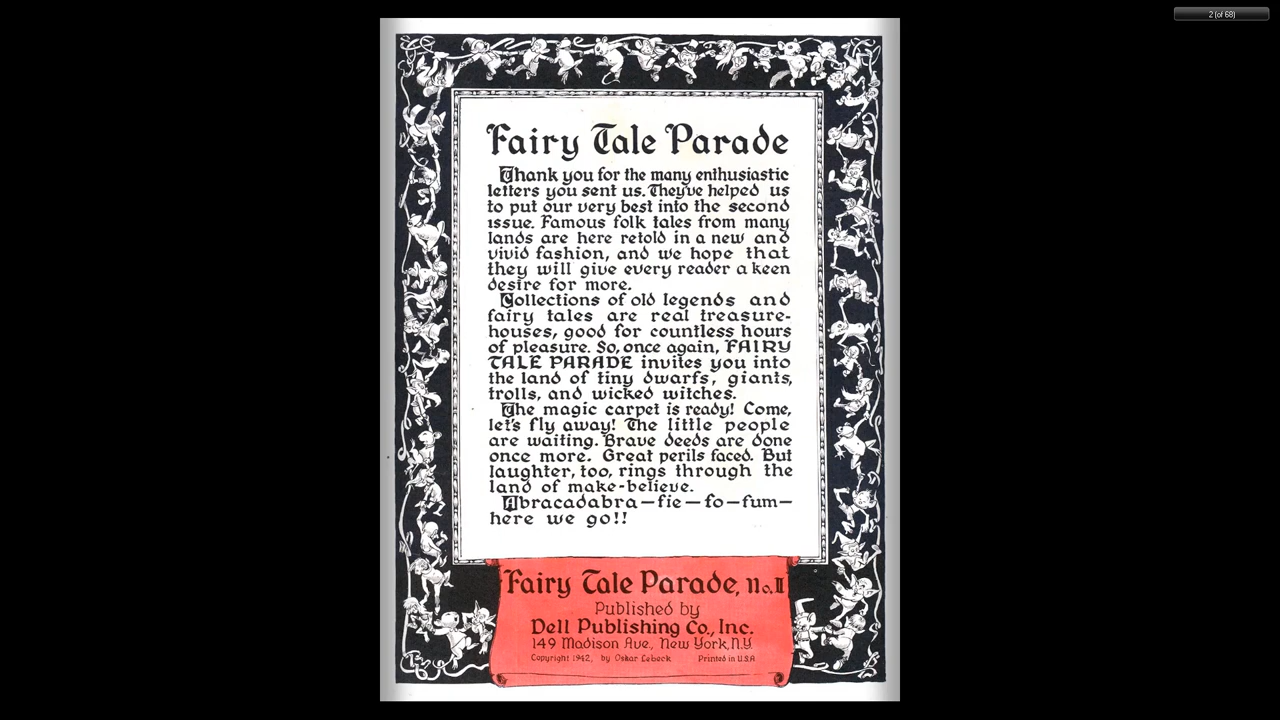 2 (of 68)
Fairy Tale Parade
Thank you for the many enthusiastic
letters you sent us. They've helped us
to put our very best into the second
issue. Famous folk tales from many
lands are here retold in a new and
vivid fashion, and we hope that
they will give every reader a keen
desire for more.
Collections of old legends and
fairy tales are real treasure-
houses, good for countless hours
of pleasure. So, once again, FAIRY
TALE PARADE invites you into
the land of tiny dwarfs, giants,
trolls, and wicked witches.
The magic carpet is ready! Come,
let's fly away! The little people
are waiting. Brave deeds are done
once more. Great perils faced. But
laughter, too, rings through the
land of make-believe.
Abracadabra—fie—fo—fum—
here we go!!
Fairy Tale Parade, No. II
Published by
Dell Publishing Co., Inc.
149 Madison Ave., New York, N.Y.
Copyright 1942, by Oskar Lebeck Printed in U.S.A.